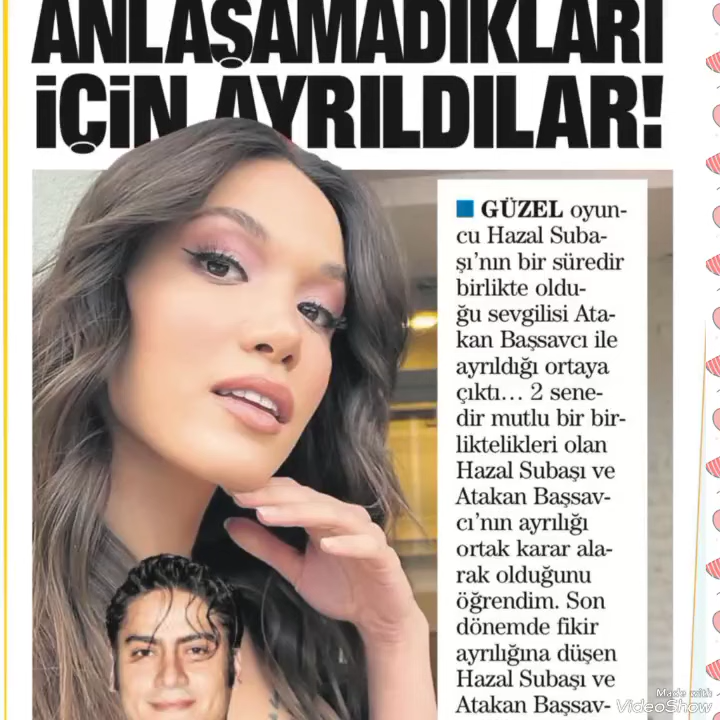 ANLAŞAMADIKLARI
İÇİN AYRILDILAR!
GÜZEL oyun-
cu Hazal Suba-
şı'nın bir süredir
birlikte oldu-
ğu sevgilisi Ata-
kan Başsavcı ile
ayrıldığı ortaya
çıktı... 2 sene-
dir mutlu bir bir-
liktelikleri olan
Hazal Subaşı ve
Atakan Başsav-
cı'nın ayrılığı
ortak karar ala-
rak olduğunu
öğrendim. Son
dönemde fikir
ayrılığına düşen
Hazal Subaşı ve
Atakan Başsav-
Made with
VideoShow